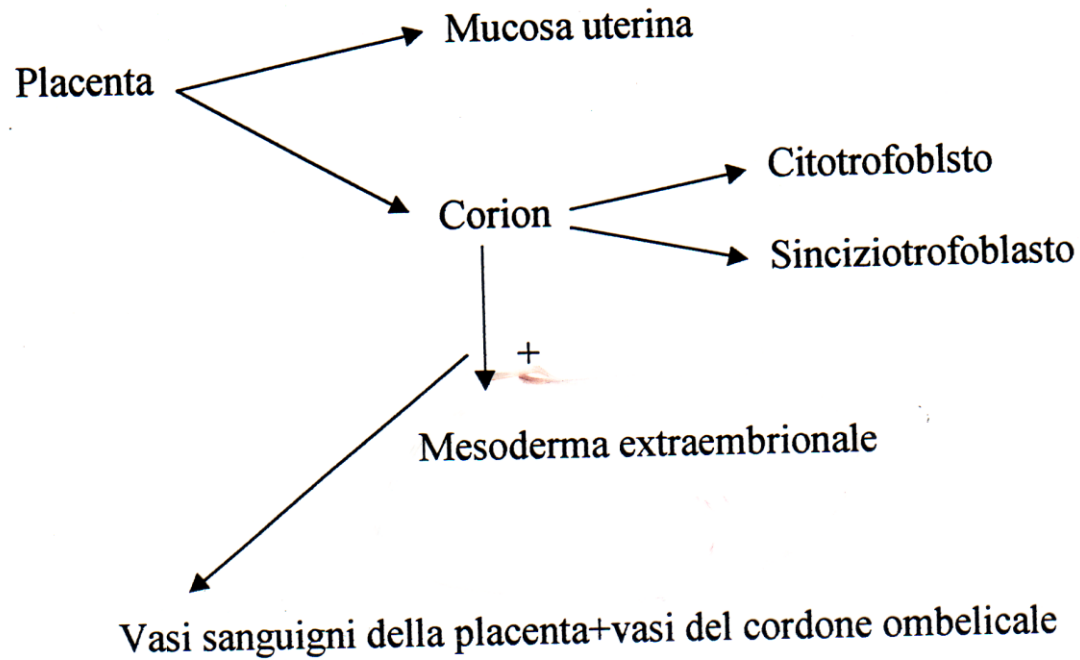 Mucosa uterina
Placenta
Citotrofoblsto
Corion
Sinciziotrofoblasto
+
Mesoderma extraembrionale
Vasi sanguigni della placenta+vasi del cordone ombelicale